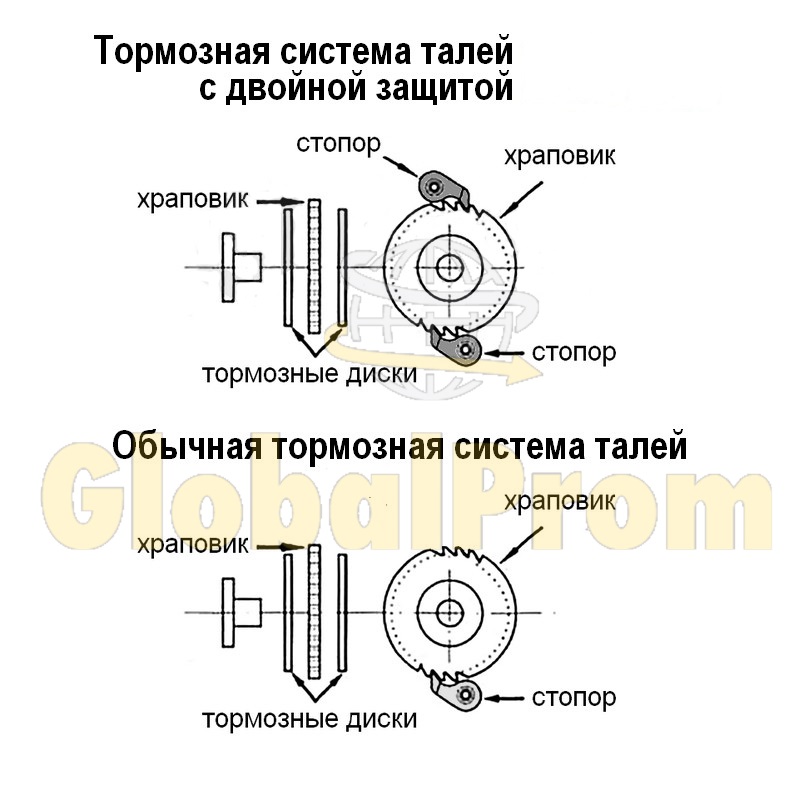 Тормозная система талей
с двойной защитой
стопор
храповик
храповик
стопор
тормозные диски
Обычная тормозная система талей
GlobalProm
храповик
храповик
стопор
тормозные диски